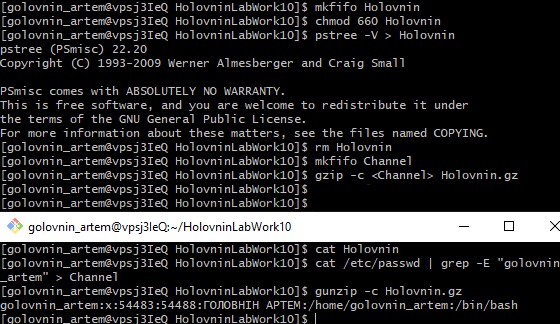 [golovnin_artem@vpsj3IeQ HolovninLabWork10]$ mkfifo Holovnin
[golovnin_artem@vpsj3IeQ HolovninLabWork10]$ chmod 660 Holovnin
[golovnin_artem@vpsj3IeQ HolovninLabWork10]$ pstree -V > Holovnin
pstree (PSmisc) 22.20
Copyright (C) 1993-2009 Werner Almesberger and Craig Small
PSmisc comes with ABSOLUTELY NO WARRANTY.
This is free software, and you are welcome to redistribute it under
the terms of the GNU General Public License.
For more information about these matters, see the files named COPYING.
[golovnin_artem@vpsj3IeQ HolovninLabWork10]$ rm Holovnin
[golovnin_artem@vpsj3IeQ HolovninLabWork10]$ mkfifo Channel
[golovnin_artem@vpsj3IeQ HolovninLabWork10]$ gzip -c <Channel> Holovnin.gz
[golovnin_artem@vpsj3IeQ HolovninLabWork10]$
[golovnin_artem@vpsj3IeQ HolovninLabWork10]$
golovnin_artem@vpsj3IeQ:~/HolovninLabWork10
[golovnin_artem@vpsj3IeQ HolovninLabWork10]$ cat Holovnin
[golovnin_artem@vpsj3IeQ HolovninLabWork10]$ cat /etc/passwd | grep -E "golovnin
_artem" > Channel
[golovnin_artem@vpsj3IeQ HolovninLabWork10]$ gunzip -c Holovnin.gz
golovnin_artem:x:54483:54488:ГОЛОВНІН АРТЕМ:/home/golovnin_artem:/bin/bash
[golovnin_artem@vpsj3IeQ HolovninLabWork10]$